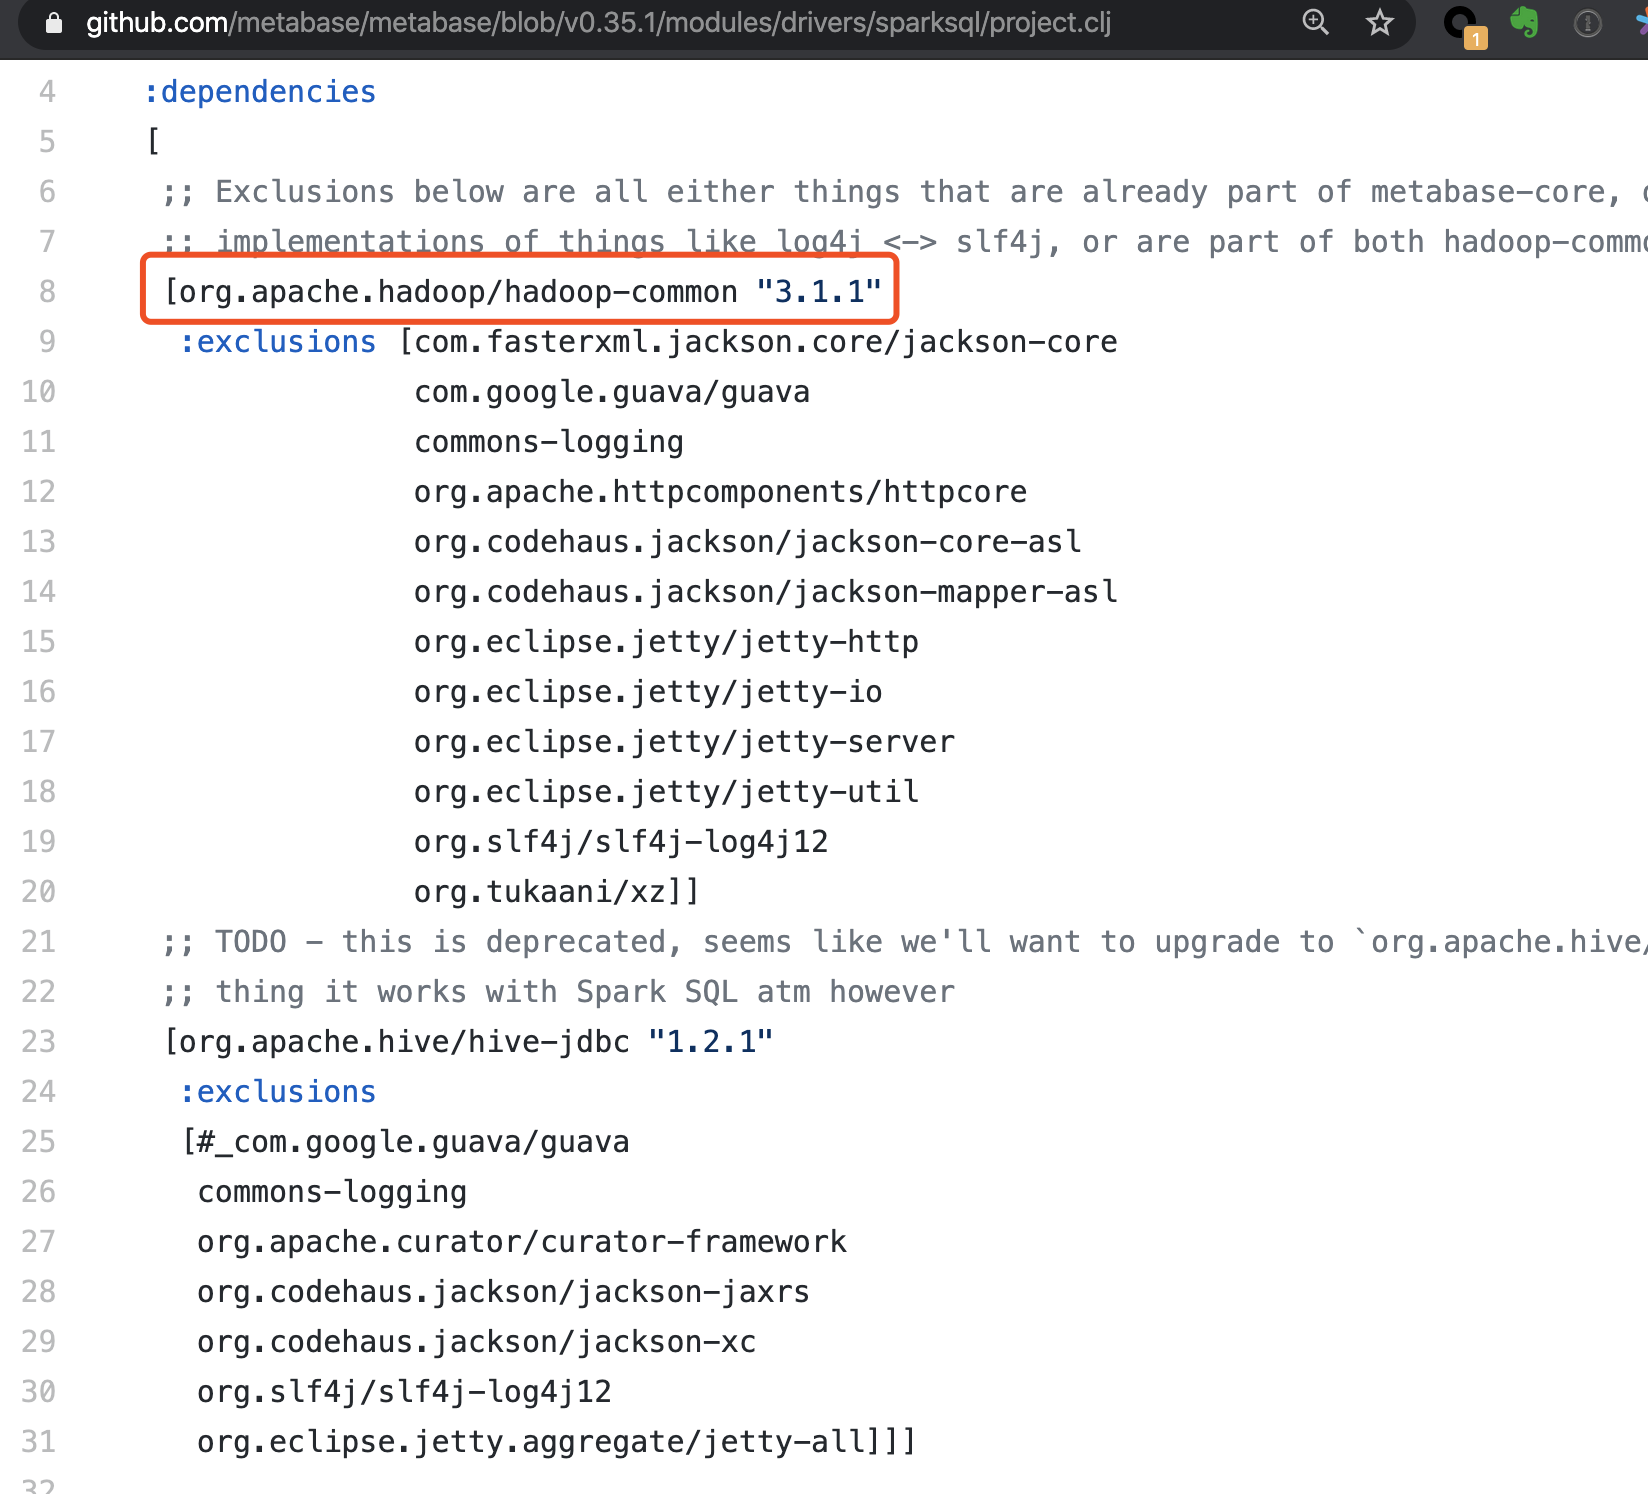 github.com/metabase/metabase/blob/v0.35.1/modules/drivers/sparksql/project.clj
1
4 :dependencies
5 [
6 ;; Exclusions below are all either things that are already part of metabase-core,
7 ;; implementations of things like log4j <-> slf4j, or are part of both hadoop-commo
8 [org.apache.hadoop/hadoop-common "3.1.1"
9 :exclusions [com.fasterxml.jackson.core/jackson-core
10 com.google.guava/guava
11 commons-logging
12 org.apache.httpcomponents/httpcore
13 org.codehaus.jackson/jackson-core-asl
14 org.codehaus.jackson/jackson-mapper-asl
15 org.eclipse.jetty/jetty-http
16 org.eclipse.jetty/jetty-io
17 org.eclipse.jetty/jetty-server
18 org.eclipse.jetty/jetty-util
19 org.slf4j/slf4j-log4j12
20 org.tukaani/xz]]
21 ;; TODO - this is deprecated, seems like we'll want to upgrade to `org.apache.hive/
22 ;; thing it works with Spark SQL atm however
23 [org.apache.hive/hive-jdbc "1.2.1"
24 :exclusions
25 [#_com.google.guava/guava
26 commons-logging
27 org.apache.curator/curator-framework
28 org.codehaus.jackson/jackson-jaxrs
29 org.codehaus.jackson/jackson-xc
30 org.slf4j/slf4j-log4j12
31 org.eclipse.jetty.aggregate/jetty-all]]]
32